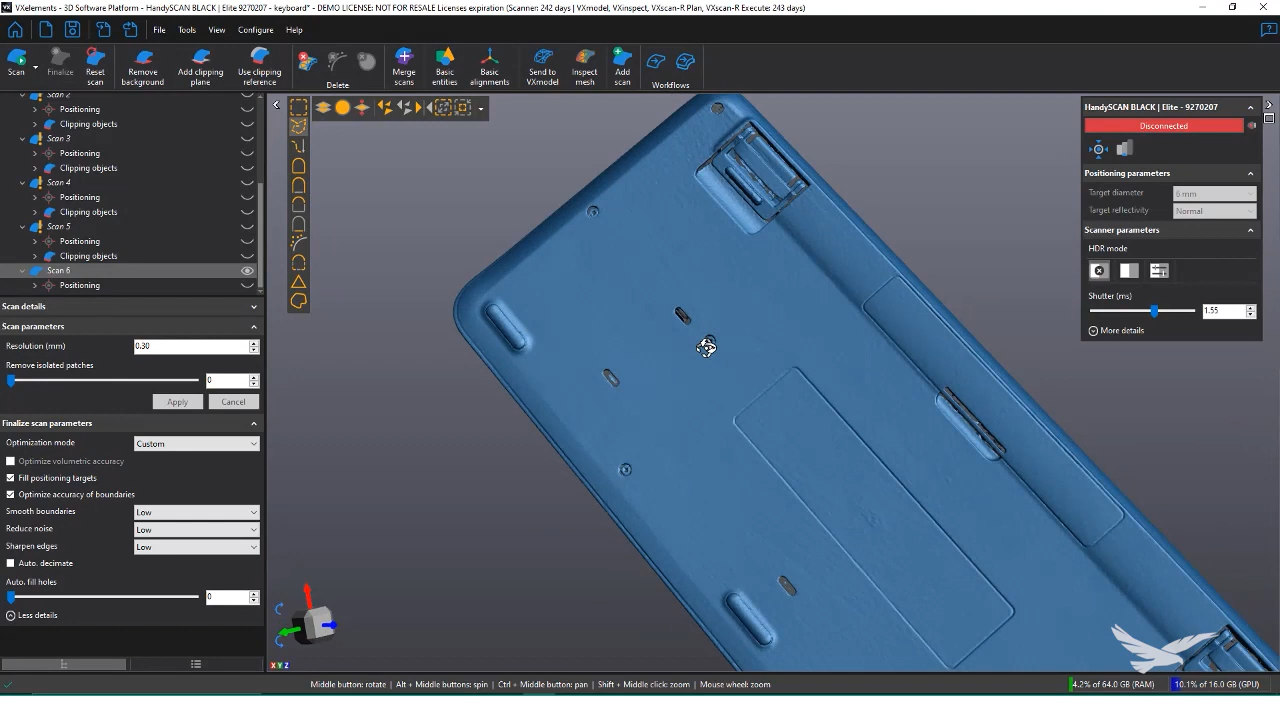 VXelements - 3D Software Platform - HandySCAN BLACK | Elite 9270207 - keyboard* - DEMO LICENSE: NOT FOR RESALE Licenses expiration (Scanner: 242 days | VXmodel, VXinspect, VXscan-R Plan, VXscan-R Execute: 243 days)
File Tools View Configure Help
Scan Finalize Reset scan Remove background Add clipping plane Use clipping reference Delete Merge scans Basic entities Basic alignments Send to VXmodel Inspect mesh Add scan Workflows
Scan 2
Positioning
Clipping objects
Scan 3
Positioning
Clipping objects
Scan 4
Positioning
Clipping objects
Scan 5
Positioning
Clipping objects
Scan 6
Positioning
Scan details
Scan parameters
Resolution (mm) 0.30
Remove isolated patches
0
Apply Cancel
Finalize scan parameters
Optimization mode Custom
Optimize volumetric accuracy
Fill positioning targets
Optimize accuracy of boundaries
Smooth boundaries Low
Reduce noise Low
Sharpen edges Low
Auto. decimate
Auto. fill holes
0
Less details
X Y Z
HandySCAN BLACK | Elite - 9270207
Disconnected
Positioning parameters
Target diameter 6 mm
Target reflectivity Normal
Scanner parameters
HDR mode
Shutter (ms)
1.55
More details
Middle button: rotate | Alt + Middle buttons: spin | Ctrl + Middle button: pan | Shift + Middle click: zoom | Mouse wheel: zoom
4.2% of 64.0 GB (RAM) 10.1% of 16.0 GB (GPU)